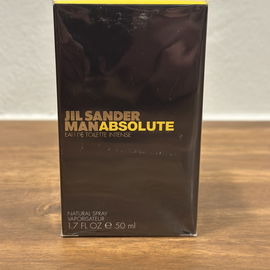 JIL SANDER
MANABSOLUTE
EAU DE TOILETTE INTENSE
NATURAL SPRAY
VAPORISATEUR
1.7 FL OZ ℮ 50 ml